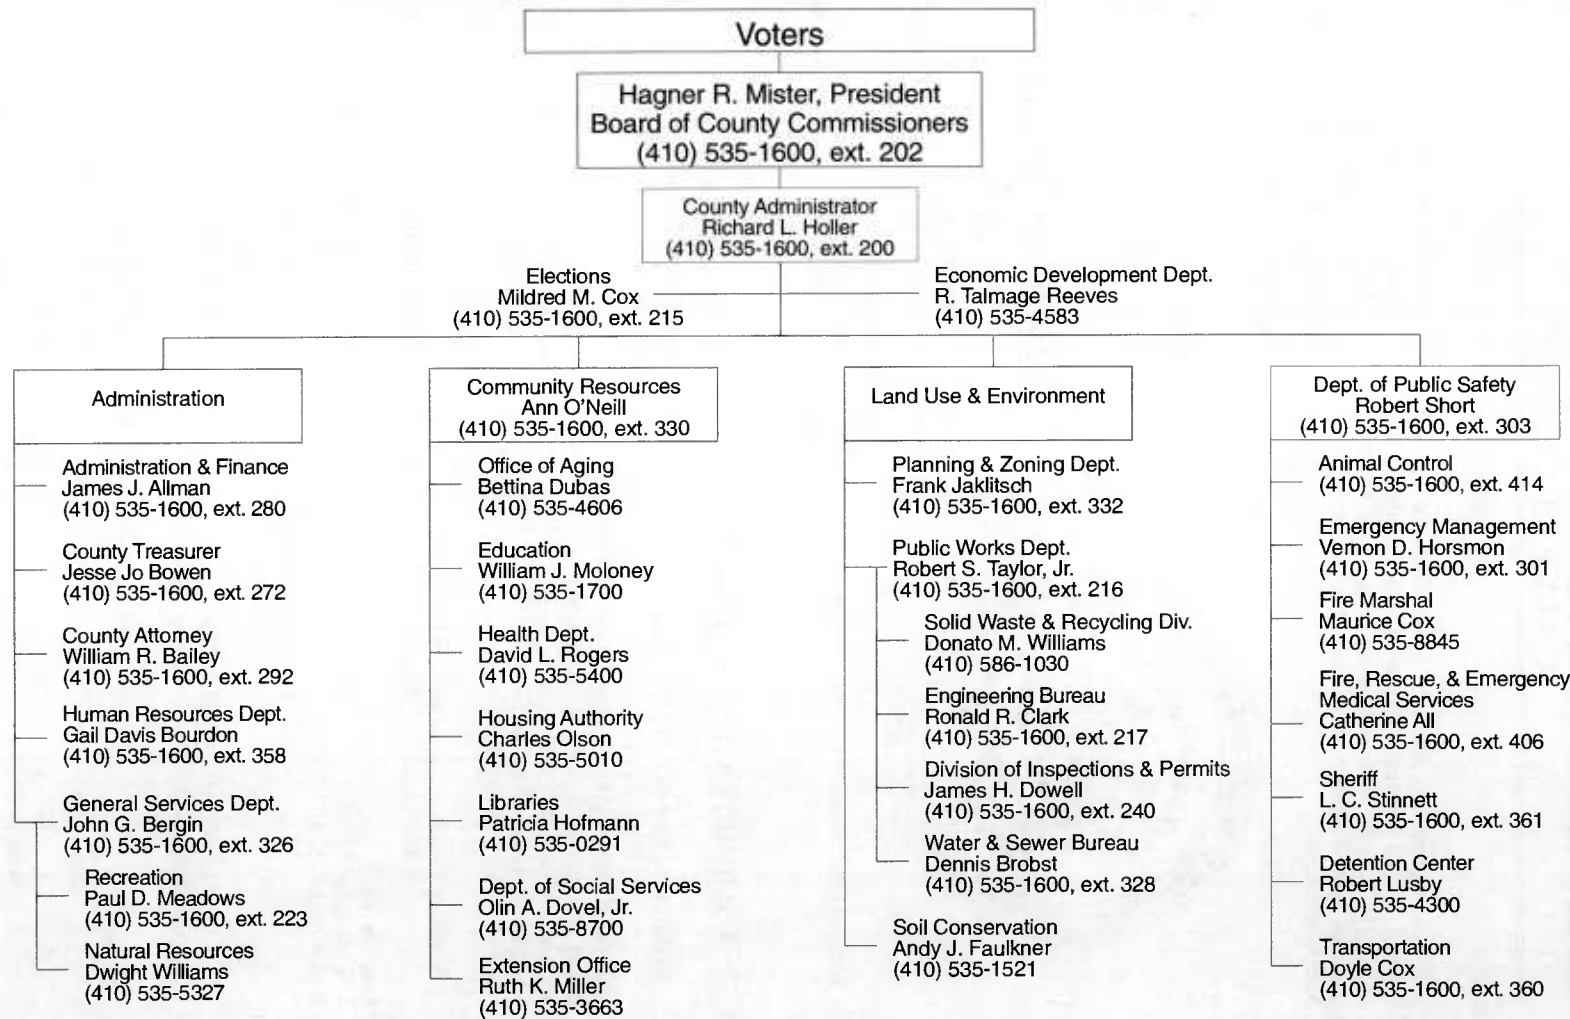 Voters
Hagner R. Mister, President
Board of County Commissioners
(410) 535-1600, ext. 202
County Administrator
Richard L. Holler
(410) 535-1600, ext. 200
Elections
Mildred M. Cox
(410) 535-1600, ext. 215
Economic Development Dept.
R. Talmage Reeves
(410) 535-4583
Administration
Administration & Finance
James J. Allman
(410) 535-1600, ext. 280
County Treasurer
Jesse Jo Bowen
(410) 535-1600, ext. 272
County Attorney
William R. Bailey
(410) 535-1600, ext. 292
Human Resources Dept.
Gail Davis Bourdon
(410) 535-1600, ext. 358
General Services Dept.
John G. Bergin
(410) 535-1600, ext. 326
Recreation
Paul D. Meadows
(410) 535-1600, ext. 223
Natural Resources
Dwight Williams
(410) 535-5327
Community Resources
Ann O'Neill
(410) 535-1600, ext. 330
Office of Aging
Bettina Dubas
(410) 535-4606
Education
William J. Moloney
(410) 535-1700
Health Dept.
David L. Rogers
(410) 535-5400
Housing Authority
Charles Olson
(410) 535-5010
Libraries
Patricia Hofmann
(410) 535-0291
Dept. of Social Services
Olin A. Dovel, Jr.
(410) 535-8700
Extension Office
Ruth K. Miller
(410) 535-3663
Land Use & Environment
Planning & Zoning Dept.
Frank Jaklitsch
(410) 535-1600, ext. 332
Public Works Dept.
Robert S. Taylor, Jr.
(410) 535-1600, ext. 216
Solid Waste & Recycling Div.
Donato M. Williams
(410) 586-1030
Engineering Bureau
Ronald R. Clark
(410) 535-1600, ext. 217
Division of Inspections & Permits
James H. Dowell
(410) 535-1600, ext. 240
Water & Sewer Bureau
Dennis Brobst
(410) 535-1600, ext. 328
Soil Conservation
Andy J. Faulkner
(410) 535-1521
Dept. of Public Safety
Robert Short
(410) 535-1600, ext. 303
Animal Control
(410) 535-1600, ext. 414
Emergency Management
Vernon D. Horsmon
(410) 535-1600, ext. 301
Fire Marshal
Maurice Cox
(410) 535-8845
Fire, Rescue, & Emergency
Medical Services
Catherine All
(410) 535-1600, ext. 406
Sheriff
L. C. Stinnett
(410) 535-1600, ext. 361
Detention Center
Robert Lusby
(410) 535-4300
Transportation
Doyle Cox
(410) 535-1600, ext. 360